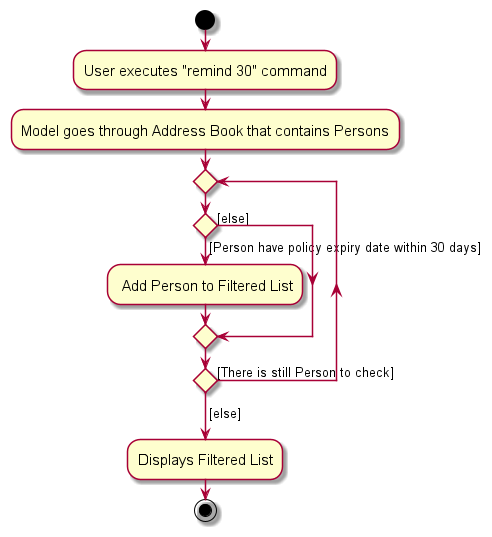 User executes "remind 30" command
Model goes through Address Book that contains Persons
[else]
[Person have policy expiry date within 30 days]
Add Person to Filtered List
[There is still Person to check]
[else]
Displays Filtered List